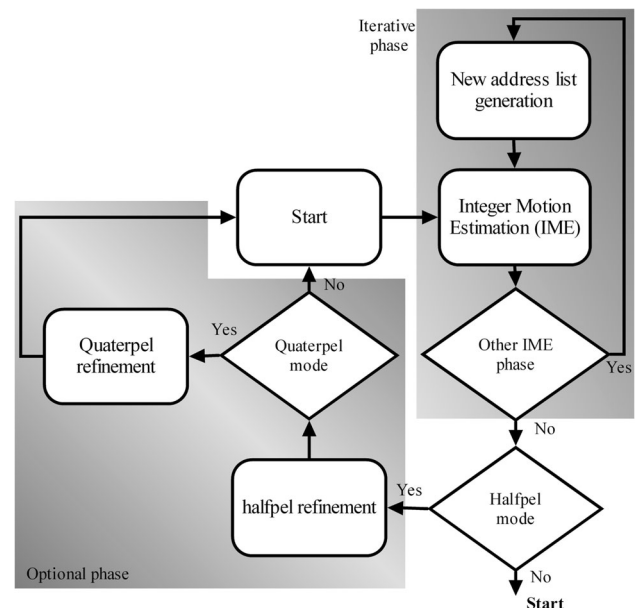 Iterative
phase
New address list
generation
Start
Integer Motion
Estimation (IME)
No
Yes
Quaterpel
refinement
Quaterpel
mode
Other IME
phase
Yes
No
halfpel refinement
Yes
Halfpel
mode
Optional phase
No
Start